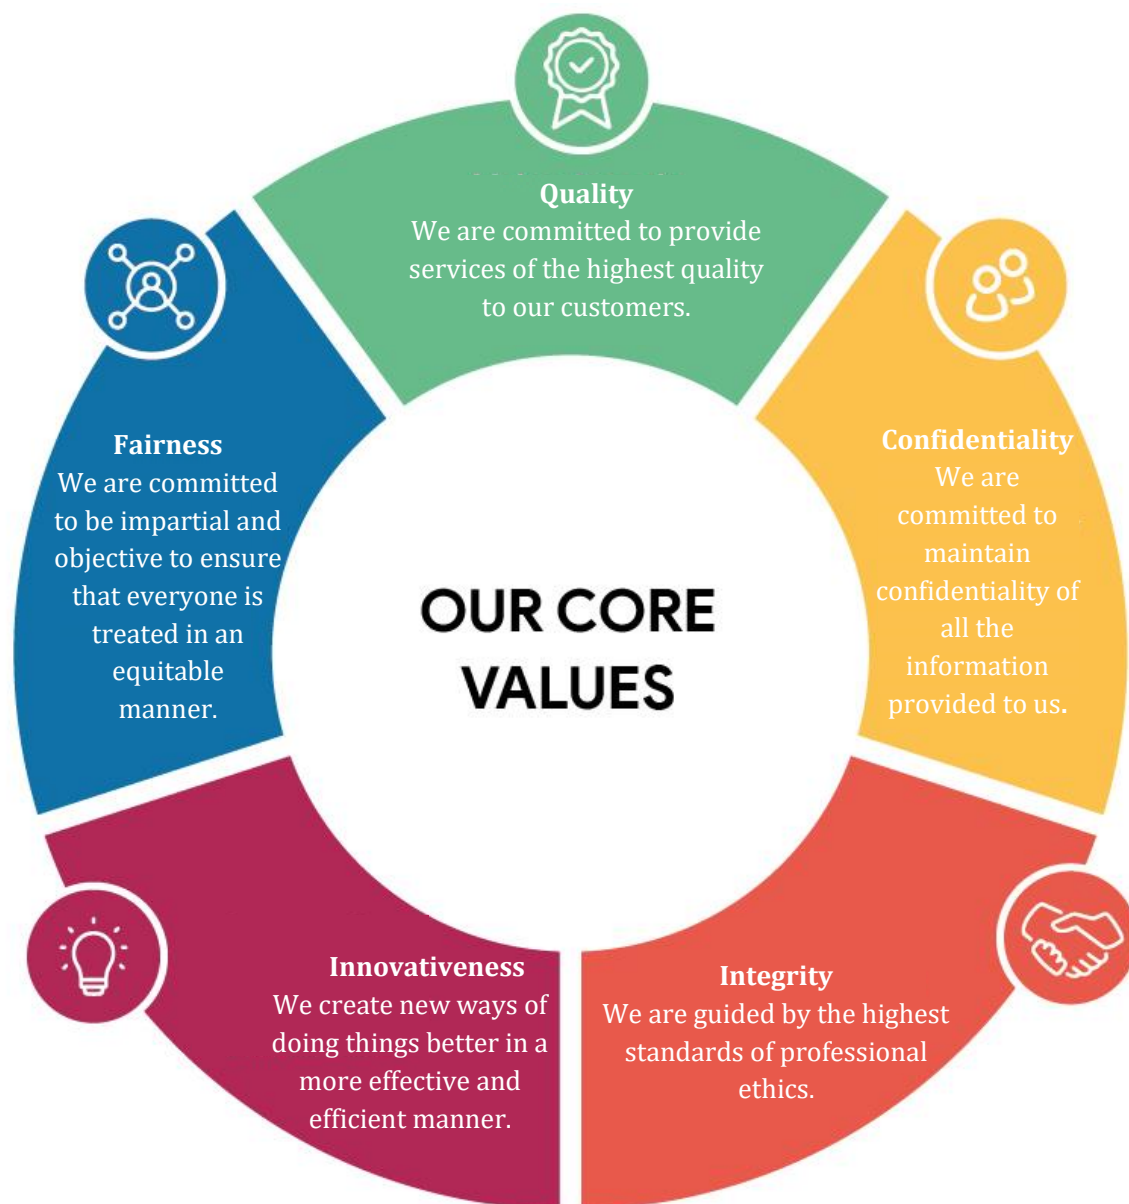 Quality
We are committed to provide
services of the highest quality
to our customers.
Confidentiality
We are
committed to
maintain
confidentiality of
all the
information
provided to us.
Integrity
We are guided by the highest
standards of professional
ethics.
Innovativeness
We create new ways of
doing things better in a
more effective and
efficient manner.
Fairness
We are committed
to be impartial and
objective to ensure
that everyone is
treated in an
equitable
manner.
OUR CORE
VALUES